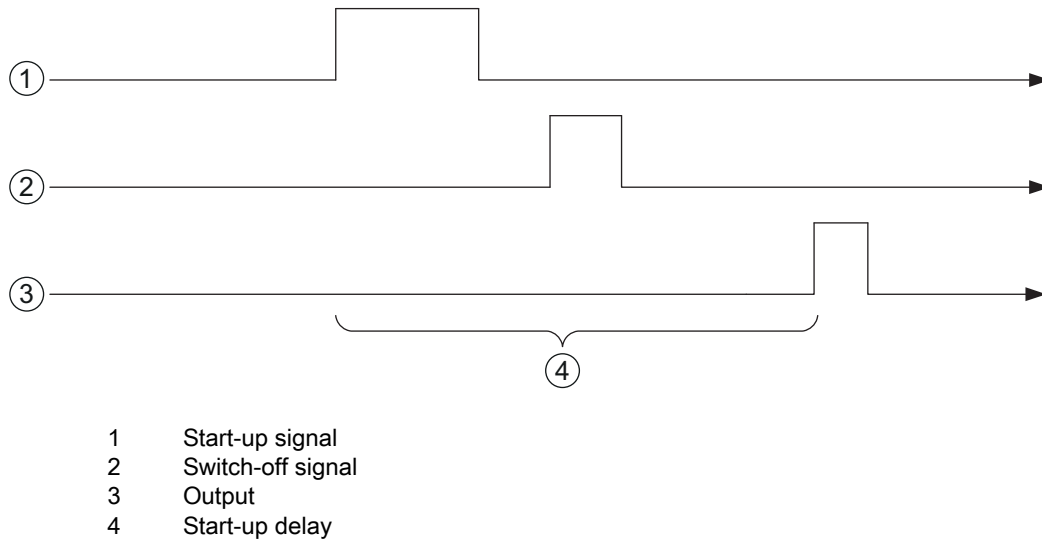 1
2
3
4
1 Start-up signal
2 Switch-off signal
3 Output
4 Start-up delay